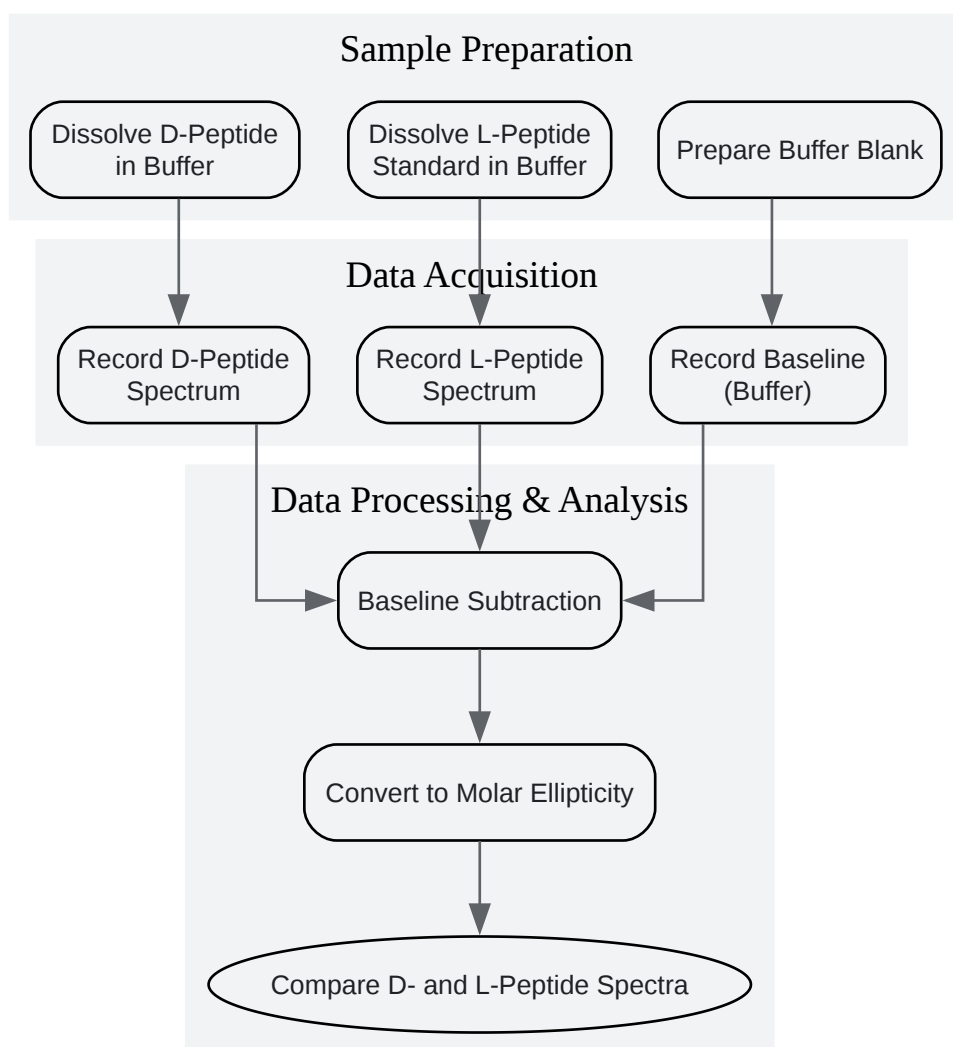 Sample Preparation
Dissolve D-Peptide
in Buffer
Dissolve L-Peptide
Standard in Buffer
Prepare Buffer Blank
Data Acquisition
Record D-Peptide
Spectrum
Record L-Peptide
Spectrum
Record Baseline
(Buffer)
Data Processing & Analysis
Baseline Subtraction
Convert to Molar Ellipticity
Compare D- and L-Peptide Spectra